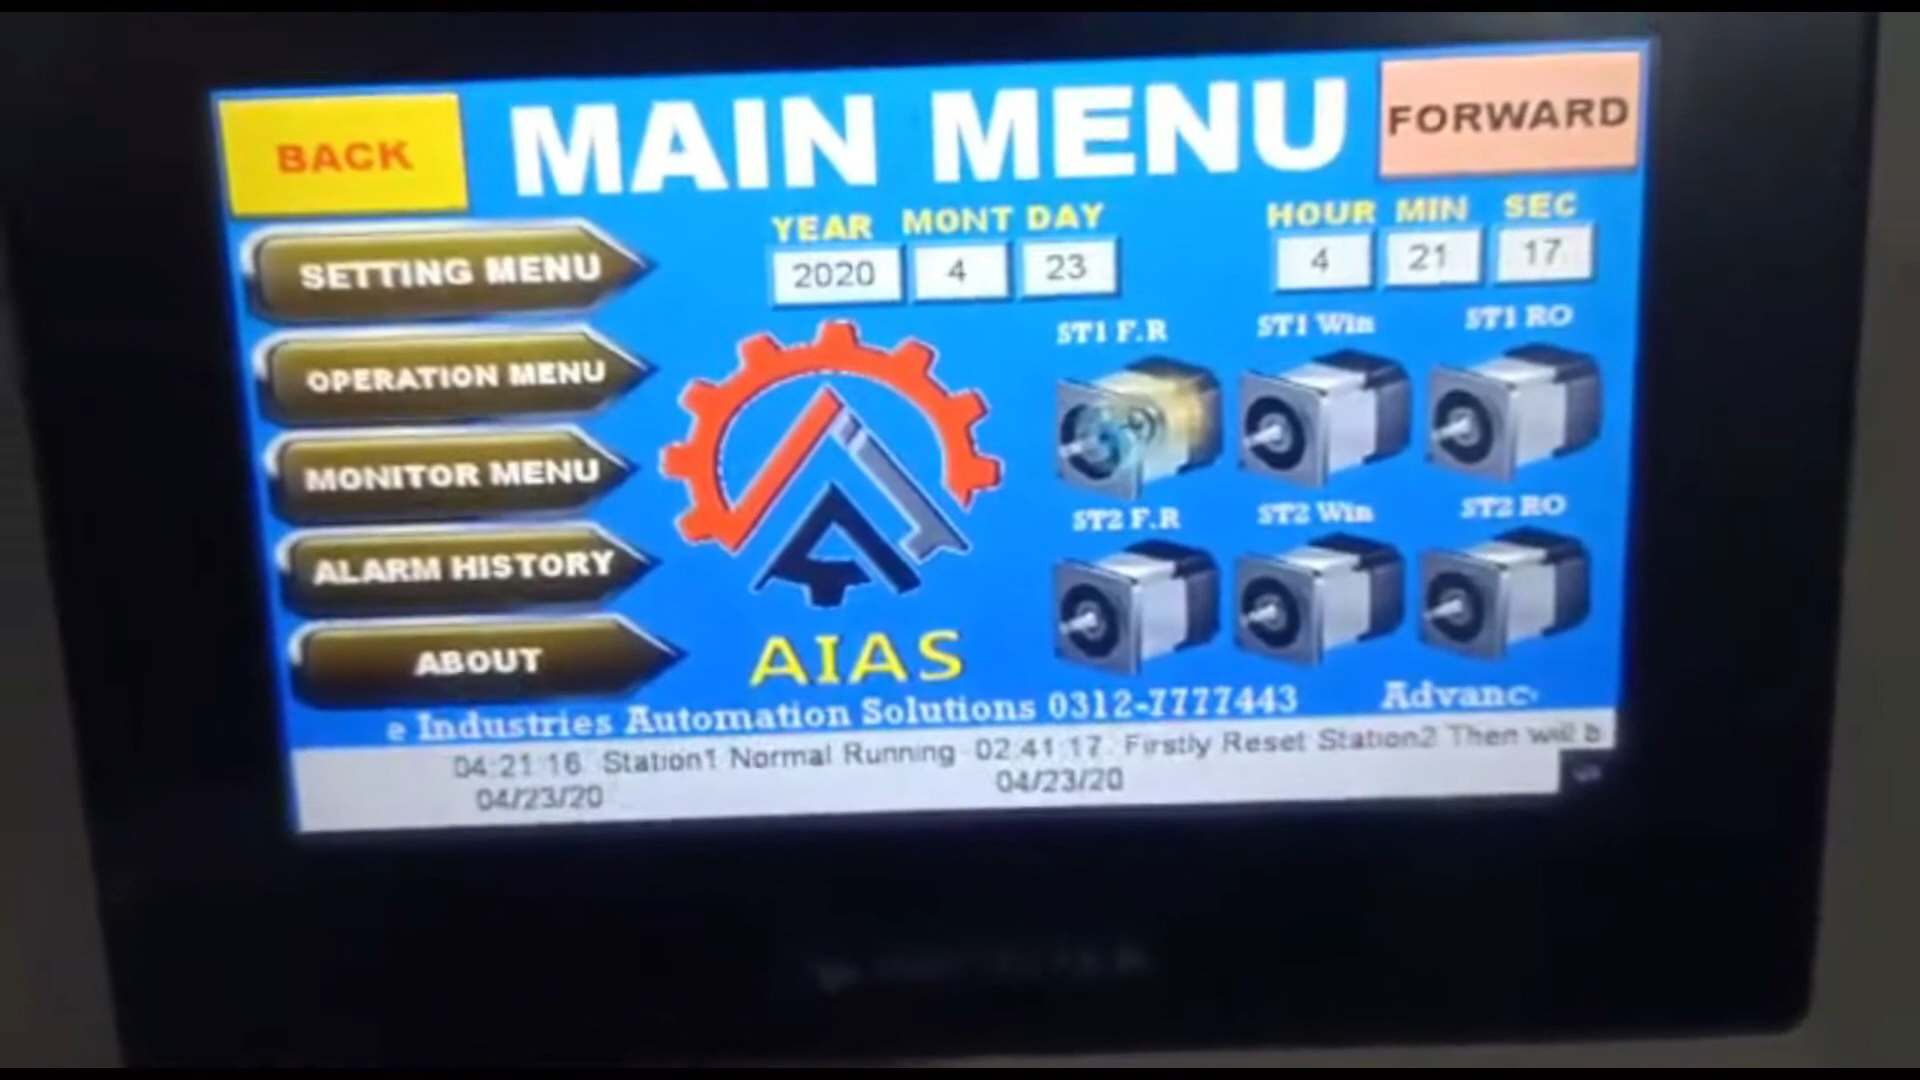 BACK
MAIN MENU
FORWARD
YEAR MONT DAY
HOUR MIN SEC
2020 4 23
4 21 17
SETTING MENU
OPERATION MENU
MONITOR MENU
ALARM HISTORY
ABOUT
ST1 F.R ST1 Win ST1 RO
ST2 F.R ST2 Win ST2 RO
AIAS
e Industries Automation Solutions 0312-7777443 Advanc
04:21:16 Station1 Normal Running 02:41:17 Firstly Reset Station2 Then will b
04/23/20 04/23/20